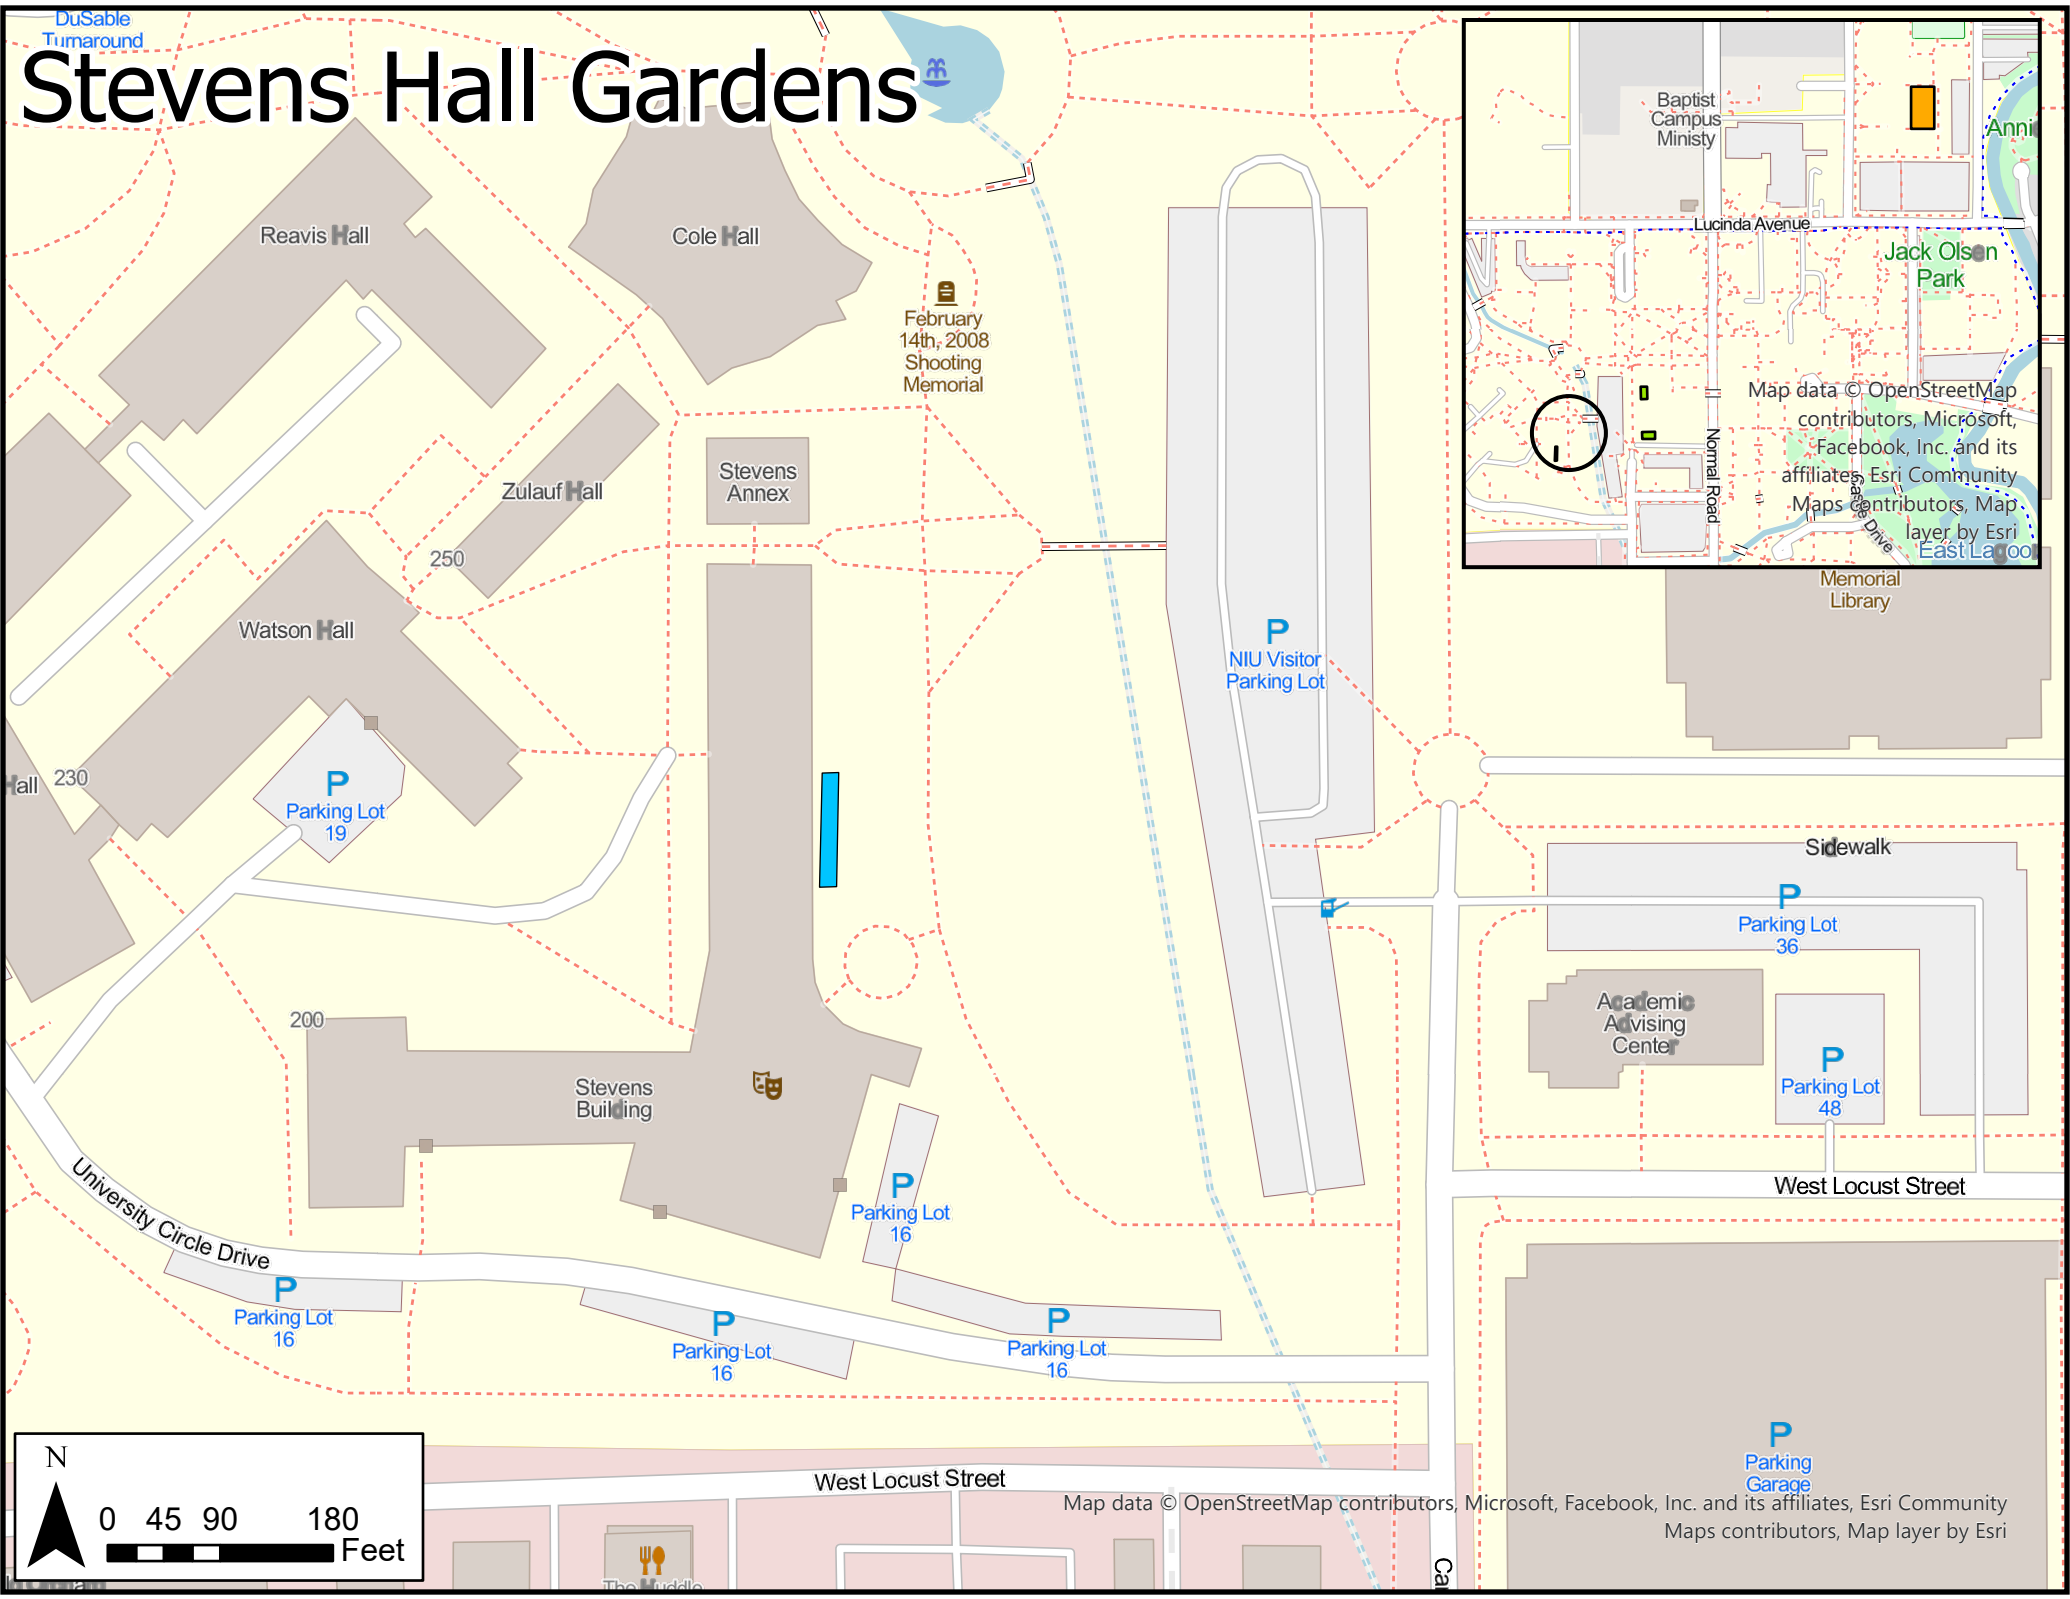 DuSable
Turnaround
Stevens Hall Gardens
Reavis Hall
Cole Hall
February
14th, 2008
Shooting
Memorial
Stevens
Annex
Zulauf Hall
250
Watson Hall
NIU Visitor
Parking Lot
P
Hall
230
P
Parking Lot
19
200
Stevens
Building
P
Parking Lot
16
University Circle Drive
P
Parking Lot
16
P
Parking Lot
16
P
Parking Lot
16
Baptist
Campus
Ministy
Lucinda Avenue
Jack Olsen
Park
Normal Road
Map data © OpenStreetMap
contributors, Microsoft,
Facebook, Inc. and its
affiliates, Esri Community
Maps contributors, Map
layer by Esri
Memorial
Library
Sidewalk
P
Parking Lot
36
Academic
Advising
Center
P
Parking Lot
48
West Locust Street
P
Parking
Garage
West Locust Street
Map data © OpenStreetMap contributors, Microsoft, Facebook, Inc. and its affiliates, Esri Community
Maps contributors, Map layer by Esri
N
0 45 90 180
Feet
The Huddle